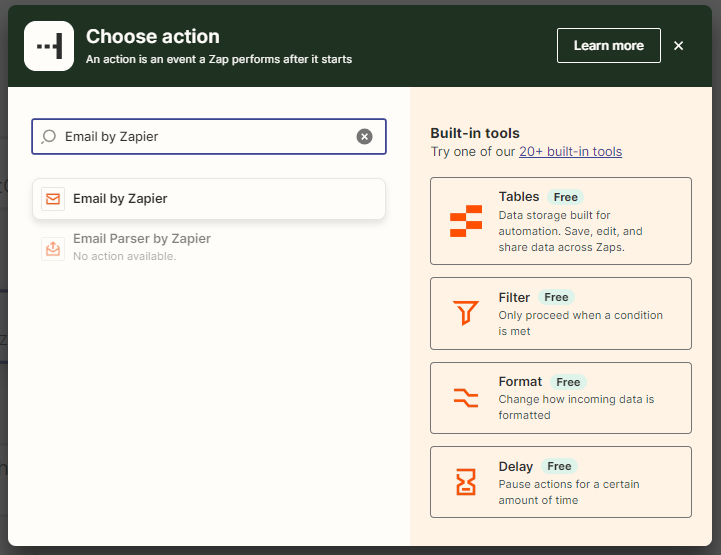 Choose action
An action is an event a Zap performs after it starts
Learn more
Email by Zapier
Email by Zapier
Email Parser by Zapier
No action available.
Built-in tools
Try one of our 20+ built-in tools
Tables Free
Data storage built for
automation. Save, edit, and
share data across Zaps.
Filter Free
Only proceed when a condition
is met
Format Free
Change how incoming data is
formatted
Delay Free
Pause actions for a certain
amount of time